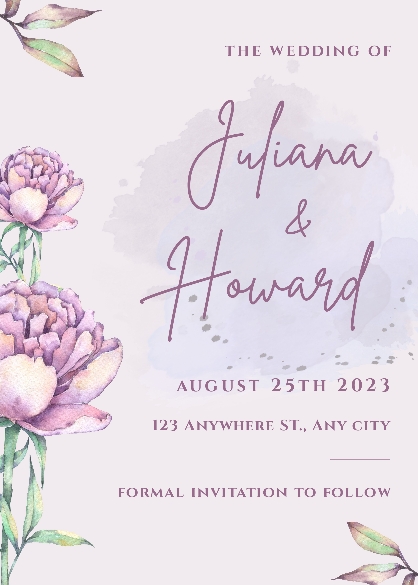 THE WEDDING OF
Juliana
&
Howard
AUGUST 25TH 2023
123 ANYWHERE ST., ANY CITY
FORMAL INVITATION TO FOLLOW